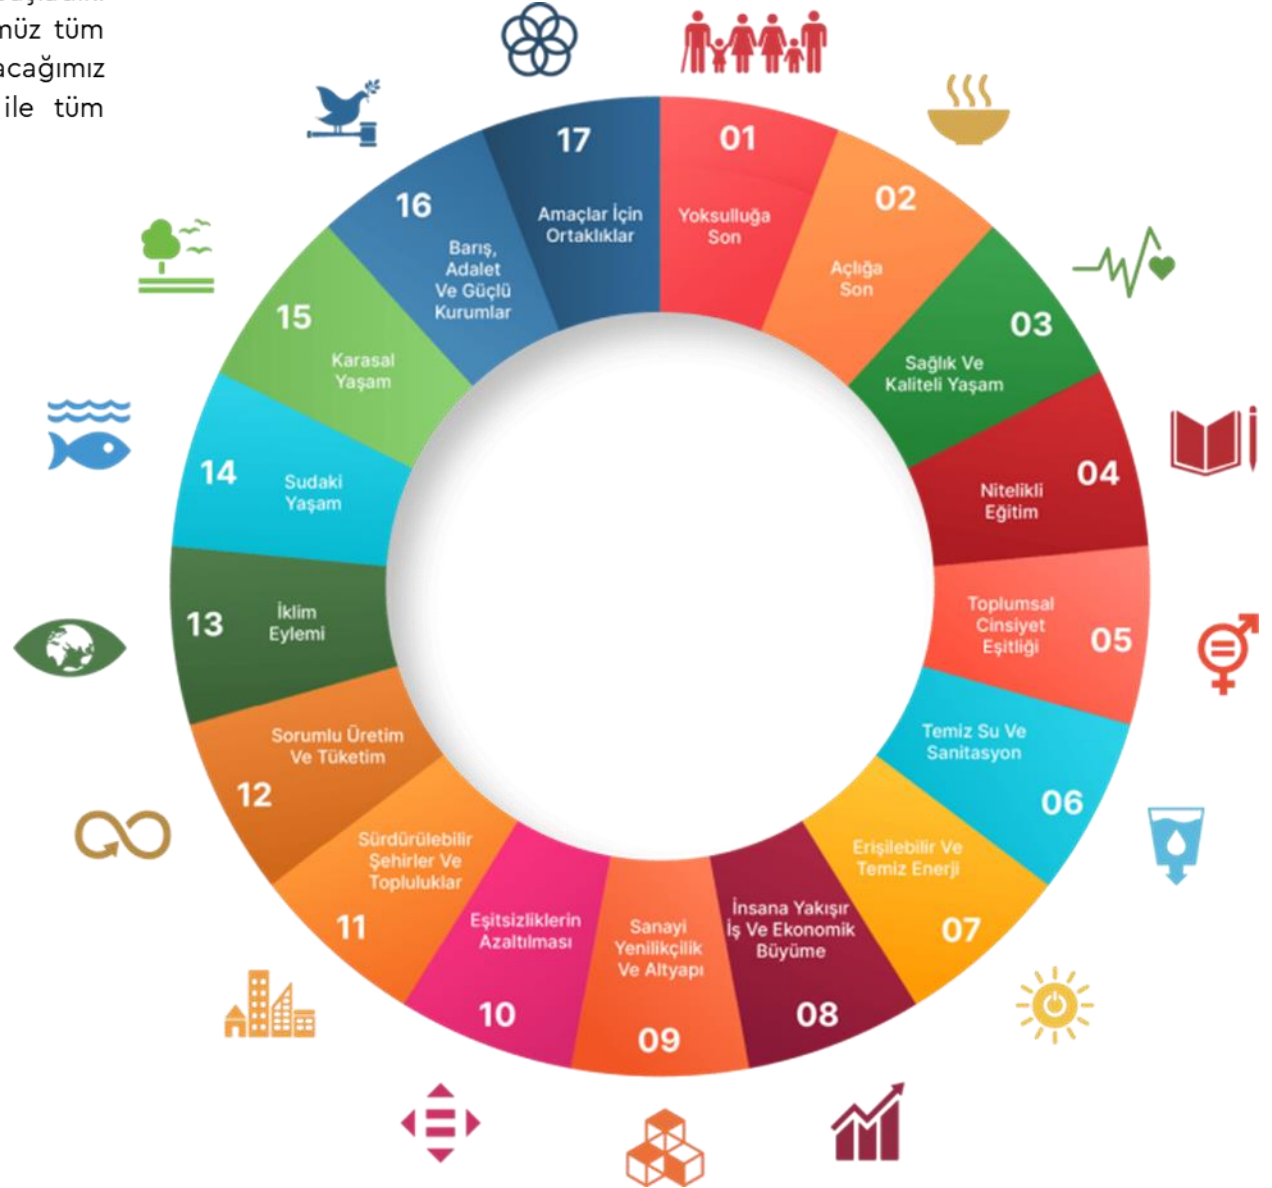 müz tüm
acağımız
ile tüm
01
Yoksulluğa
Son
02
Açlığa
Son
03
Sağlık Ve
Kaliteli Yaşam
04
Nitelikli
Eğitim
05
Toplumsal
Cinsiyet
Eşitliği
06
Temiz Su Ve
Sanitasyon
07
Erişilebilir Ve
Temiz Enerji
08
İnsana Yakışır
İş Ve Ekonomik
Büyüme
09
Sanayi
Yenilikçilik
Ve Altyapı
10
Eşitsizliklerin
Azaltılması
11
Sürdürülebilir
Şehirler Ve
Topluluklar
12
Sorumlu Üretim
Ve Tüketim
13
İklim
Eylemi
14
Sudaki
Yaşam
15
Karasal
Yaşam
16
Barış,
Adalet
Ve Güçlü
Kurumlar
17
Amaçlar İçin
Ortaklıklar